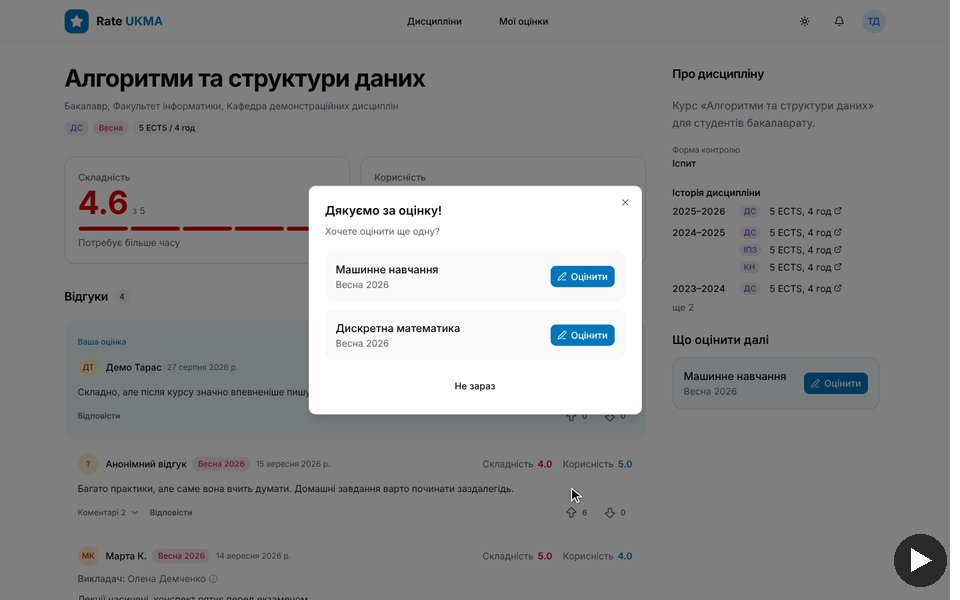 Rate UKMA
Дисципліни
Мої оцінки
ТД
Алгоритми та структури даних
Бакалавр, Факультет інформатики, Кафедра демонстраційних дисциплін
ДС Весна 5 ECTS / 4 год
Складність
4.6 з 5
Потребує більше часу
Корисність
Відгуки 4
Ваша оцінка
ДТ Демо Тарас 27 серпня 2026 р.
Складно, але після курсу значно впевненіше
Відповісти
0 0
Дякуємо за оцінку!
Хочете оцінити ще одну?
Машинне навчання
Весна 2026
Оцінити
Дискретна математика
Весна 2026
Оцінити
Не зараз
? Анонімний відгук Весна 2026 15 вересня 2026 р. Складність 4.0 Корисність 5.0
Багато практики, але саме вона вчить думати. Домашні завдання варто починати заздалегідь.
Коментарі 2 Відповісти 6 0
МК Марта К. Весна 2026 14 вересня 2026 р. Складність 5.0 Корисність 4.0
Викладач: Олена Демченко
Про дисципліну
Курс «Алгоритми та структури даних»
для студентів бакалаврату.
Форма контролю
Іспит
Історія дисципліни
2025–2026 ДС 5 ECTS, 4 год
2024–2025 ДС 5 ECTS, 4 год
ІПЗ 5 ECTS, 4 год
КН 5 ECTS, 4 год
2023–2024 ДС 5 ECTS, 4 год
ще 2
Що оцінити далі
Машинне навчання
Весна 2026
Оцінити